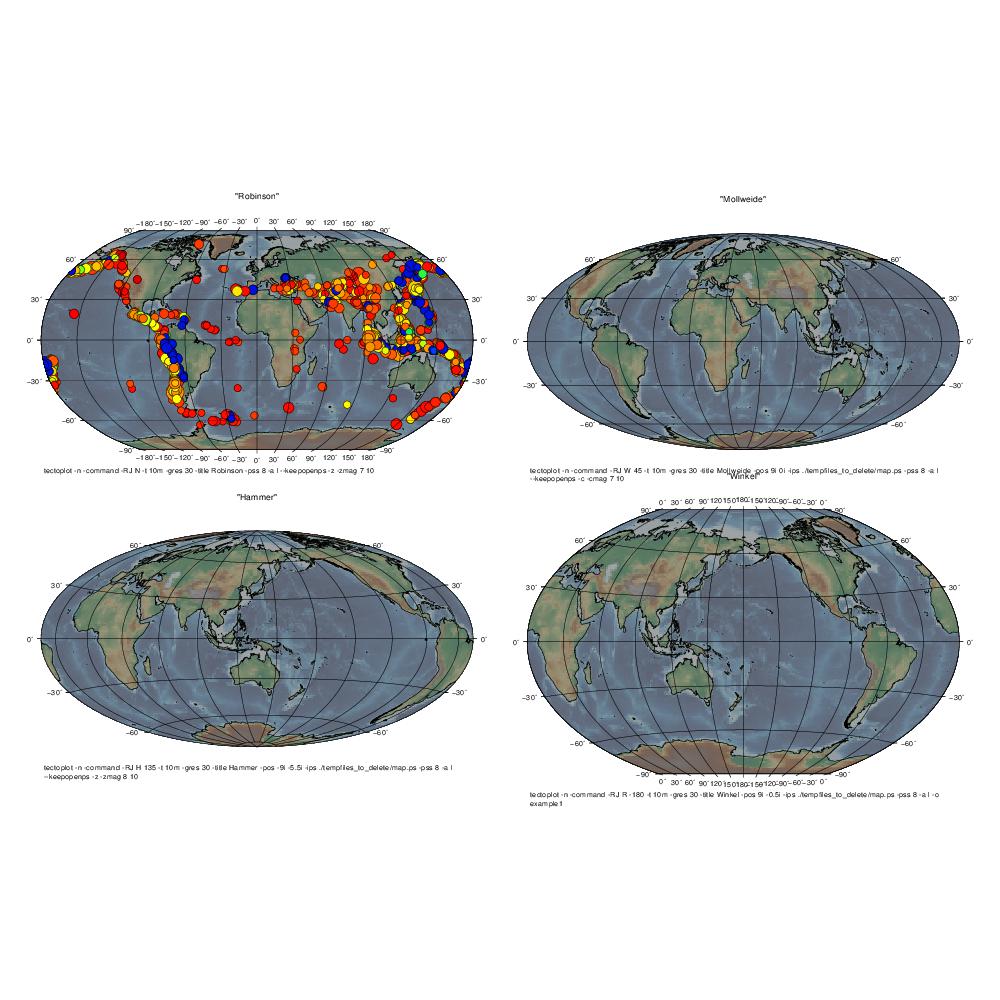 "Robinson"
−180˚ −150˚ −120˚ −90˚ −60˚ −30˚ 0˚ 30˚ 60˚ 90˚ 120˚ 150˚ 180˚
90˚ 90˚
60˚ 60˚
30˚ 30˚
0˚ 0˚
−30˚ −30˚
−60˚ −60˚
−90˚ −90˚
−180˚ −150˚ −120˚ −90˚ −60˚ −30˚ 0˚ 30˚ 60˚ 90˚ 120˚ 150˚ 180˚
tectoplot -n -command -RJ N -t 10m -gres 30 -title Robinson -pss 8 -a l --keepopenps -z -zmag 7 10
"Mollweide"
60˚ 60˚
30˚ 30˚
0˚ 0˚
−30˚ −30˚
−60˚ −60˚
tectoplot -n -command -RJ W 45 -t 10m -gres 30 -title Mollweide -pos 9i 0i -ips ./tempfiles_to_delete/map.ps -pss 8 -a l
--keepopenps -c -cmag 7 10
"Hammer"
60˚ 60˚
30˚ 30˚
0˚ 0˚
−30˚ −30˚
−60˚ −60˚
tectoplot -n -command -RJ H 135 -t 10m -gres 30 -title Hammer -pos -9i -5.5i -ips ./tempfiles_to_delete/map.ps -pss 8 -a l
--keepopenps -z -zmag 8 10
"Winkel"
0˚ 30˚ 60˚ 90˚ 120˚ 150˚ 180˚ −150˚ −120˚ −90˚ −60˚ −30˚ 0˚
90˚ 90˚
60˚ 60˚
30˚ 30˚
0˚ 0˚
−30˚ −30˚
−60˚ −60˚
−90˚ −90˚
0˚ 30˚ 60˚ 90˚ 120˚ 150˚ 180˚ −150˚ −120˚ −90˚ −60˚ −30˚ 0˚
tectoplot -n -command -RJ R -180 -t 10m -gres 30 -title Winkel -pos 9i -0.5i -ips ./tempfiles_to_delete/map.ps -pss 8 -a l -o
example1